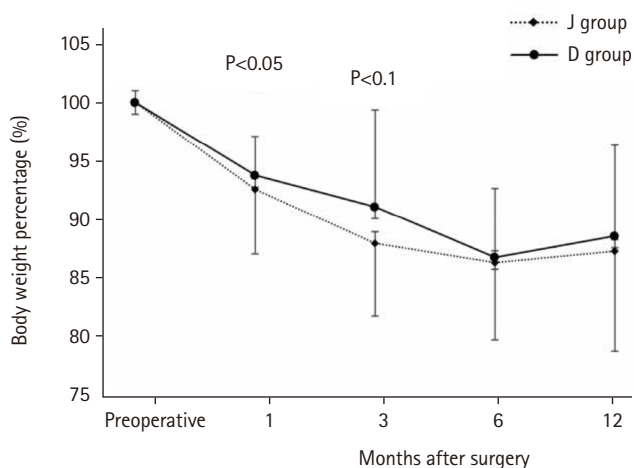 J group
D group
105
100
95
90
85
80
75
Body weight percentage (%)
P<0.05
P<0.1
Preoperative 1 3 6 12
Months after surgery